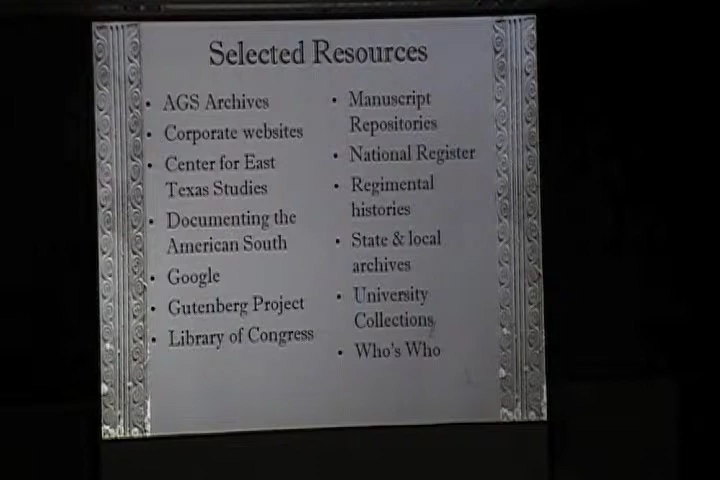 Selected Resources
• AGS Archives
• Corporate websites
• Center for East
Texas Studies
• Documenting the
American South
• Google
• Gutenberg Project
• Library of Congress
• Manuscript
Repositories
• National Register
• Regimental
histories
• State & local
archives
• University
Collections
• Who's Who